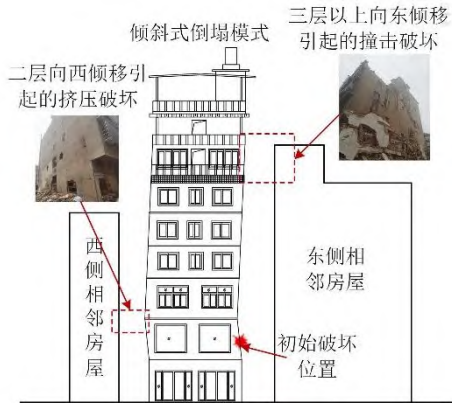 倾斜式倒塌模式
三层以上向东倾移
引起的撞击破坏
二层向西倾移引
起的挤压破坏
西侧相邻房屋
东侧相
邻房屋
初始破坏
位置